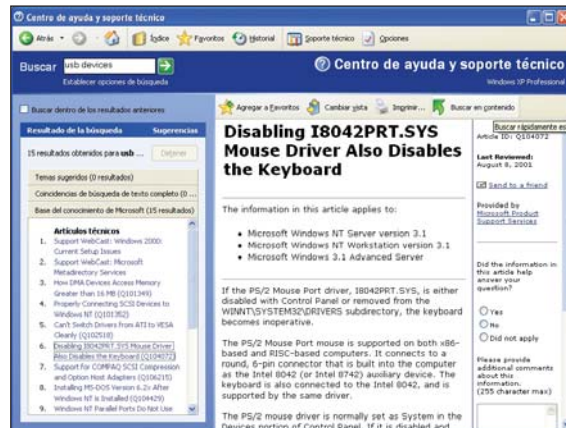 Centro de ayuda y soporte técnico
Atrás
Índice
Favoritos
Historial
Soporte técnico
Opciones
Buscar
usb devices
Establecer opciones de búsqueda
Centro de ayuda y soporte técnico
Windows XP Professional
Buscar dentro de los resultados anteriores
Resultado de la búsqueda
Sugerencias
15 resultados obtenidos para usb ...
Detener
Temas sugeridos (0 resultados)
Coincidencias de búsqueda de texto completo (0 ...
Base del conocimiento de Microsoft (15 resultados)
Artículos técnicos
1. Support WebCast: Windows 2000:
Current Setup Issues
2. Support WebCast: Microsoft
Metadirectory Services
3. How DMA Devices Access Memory
Greater than 16 MB (Q101349)
4. Properly Connecting SCSI Devices to
Windows NT (Q101352)
5. Can't Switch Drivers from ATI to VESA
Cleanly (Q102518)
6. Disabling I8042PRT.SYS Mouse Driver
Also Disables the Keyboard (Q104072)
7. Support for COMPAQ SCSI Compression
and Option Host Adapters (Q106215)
8. Installing MS-DOS Version 6.2x After
Windows NT is Installed (Q104429)
9. Windows NT Parallel Ports Do Not Use
Agregar a Favoritos
Cambiar vista
Imprimir...
Buscar en contenido
Buscar rápidamente es
Disabling I8042PRT.SYS
Mouse Driver Also Disables
the Keyboard
The information in this article applies to:
• Microsoft Windows NT Server version 3.1
• Microsoft Windows NT Workstation version 3.1
• Microsoft Windows 3.1 Advanced Server
If the PS/2 Mouse Port driver, I8042PRT.SYS, is either
disabled with Control Panel or removed from the
WINNT\SYSTEM32\DRIVERS subdirectory, the keyboard
becomes inoperative.
The PS/2 Mouse Port mouse is supported on both x86-
based and RISC-based computers. It connects to a
round, 6-pin connector that is built into the computer
as the Intel 8042 (or Intel 8742) auxiliary device. The
keyboard is also connected to the Intel 8042, and is
supported by the same driver.
The PS/2 mouse driver is normally set as System in the
Devices portion of Control Panel. If it is disabled and
Article ID: Q104072
Last Reviewed:
August 8, 2001
Send to a friend
Provided by
Microsoft Product
Support Services
Did the information in
this article help
answer your
question?
Yes
No
Did not apply
Please provide
additional comments
about this
information.
(255 character max)